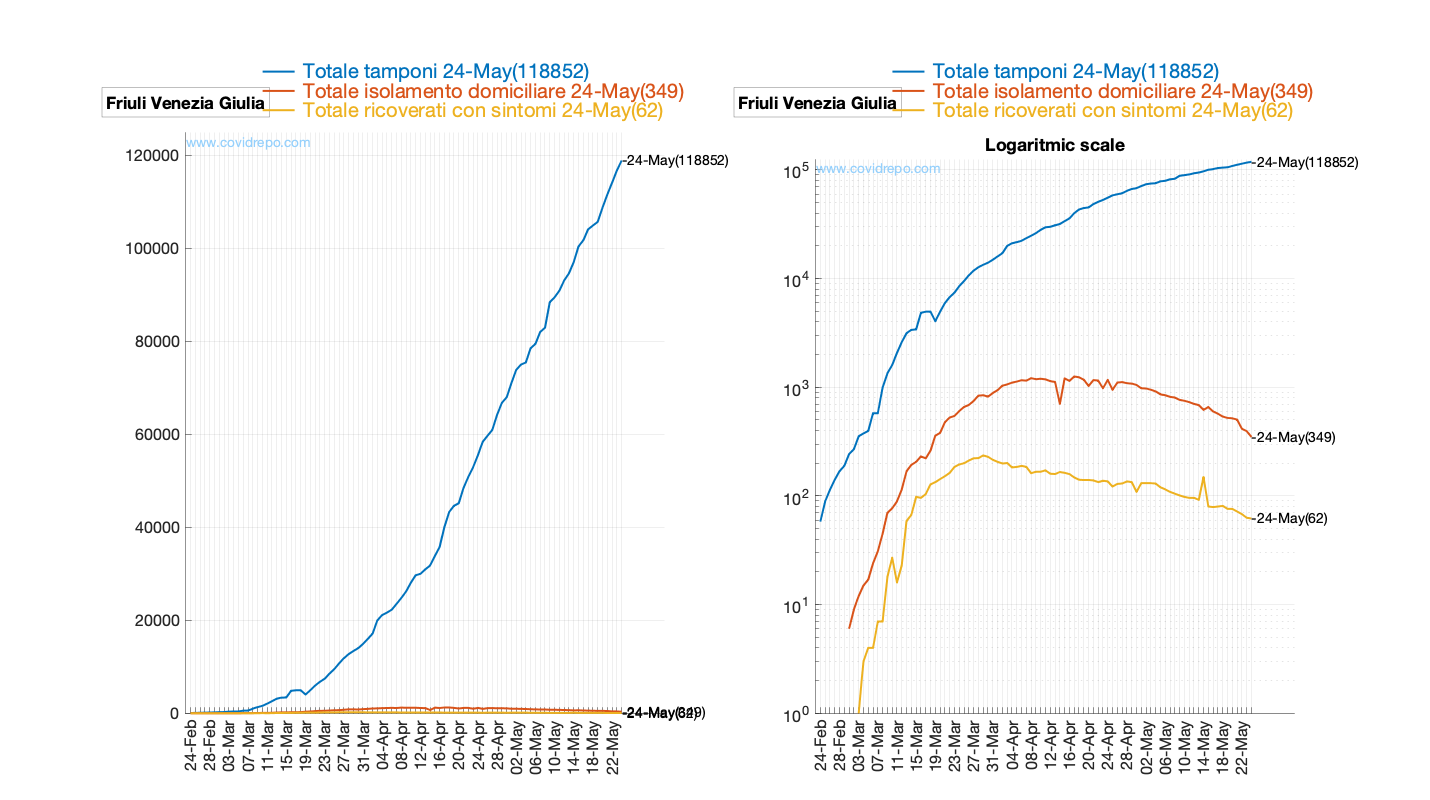 Totale tamponi 24-May(118852)
Totale isolamento domiciliare 24-May(349)
Totale ricoverati con sintomi 24-May(62)
Friuli Venezia Giulia
www.covidrepo.com
120000
100000
80000
60000
40000
20000
0
-24-May(118852)
-24-May(349)
-24-May(62)
24-Feb
28-Feb
03-Mar
07-Mar
11-Mar
15-Mar
19-Mar
23-Mar
27-Mar
31-Mar
04-Apr
08-Apr
12-Apr
16-Apr
20-Apr
24-Apr
28-Apr
02-May
06-May
10-May
14-May
18-May
22-May
Totale tamponi 24-May(118852)
Totale isolamento domiciliare 24-May(349)
Totale ricoverati con sintomi 24-May(62)
Friuli Venezia Giulia
Logaritmic scale
www.covidrepo.com
10^5
10^4
10^3
10^2
10^1
10^0
-24-May(118852)
-24-May(349)
-24-May(62)
24-Feb
28-Feb
03-Mar
07-Mar
11-Mar
15-Mar
19-Mar
23-Mar
27-Mar
31-Mar
04-Apr
08-Apr
12-Apr
16-Apr
20-Apr
24-Apr
28-Apr
02-May
06-May
10-May
14-May
18-May
22-May